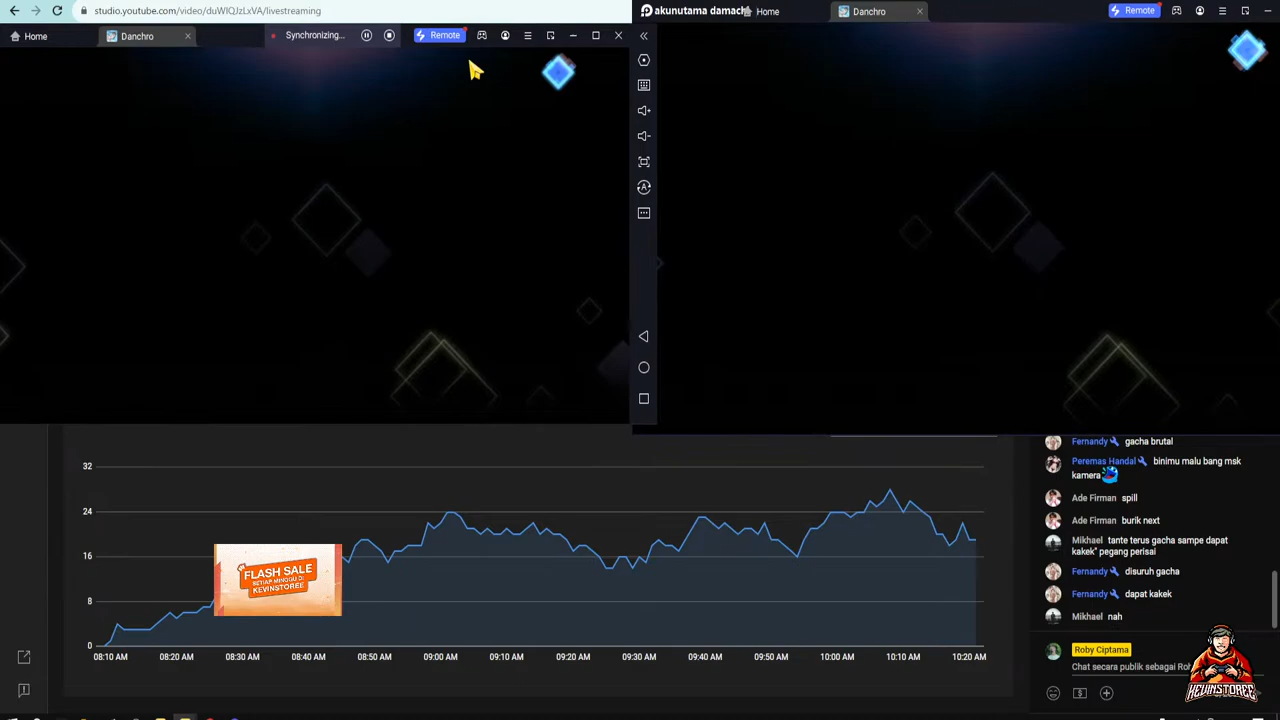 studio.youtube.com/video/duWlQJzLxVA/livestreaming
akunutama damach
Home
Danchro
Remote
Home
Danchro
Synchronizing...
Remote
32
24
16
8
0
08:10 AM
08:20 AM
08:30 AM
08:40 AM
08:50 AM
09:00 AM
09:10 AM
09:20 AM
09:30 AM
09:40 AM
09:50 AM
10:00 AM
10:10 AM
10:20 AM
FLASH SALE
SETIAP MINGGU DI
KEVINSTOREE
Fernandy gacha brutal
Peremas Handal binimu malu bang msk
kamera
Ade Firman spill
Ade Firman burik next
Mikhael tante terus gacha sampe dapat
kakek" pegang perisai
Fernandy disuruh gacha
Fernandy dapat kakek
Mikhael nah
Roby Ciptama
Chat secara publik sebagai Rob
KEVINSTOREE